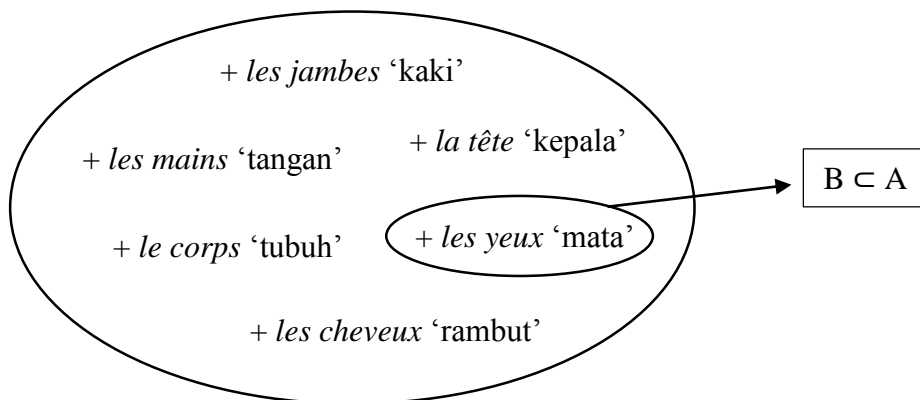 + les jambes ‘kaki’
+ la tête ‘kepala’
+ les mains ‘tangan’
B ⊂ A
+ le corps ‘tubuh’
+ les yeux ‘mata’
+ les cheveux ‘rambut’